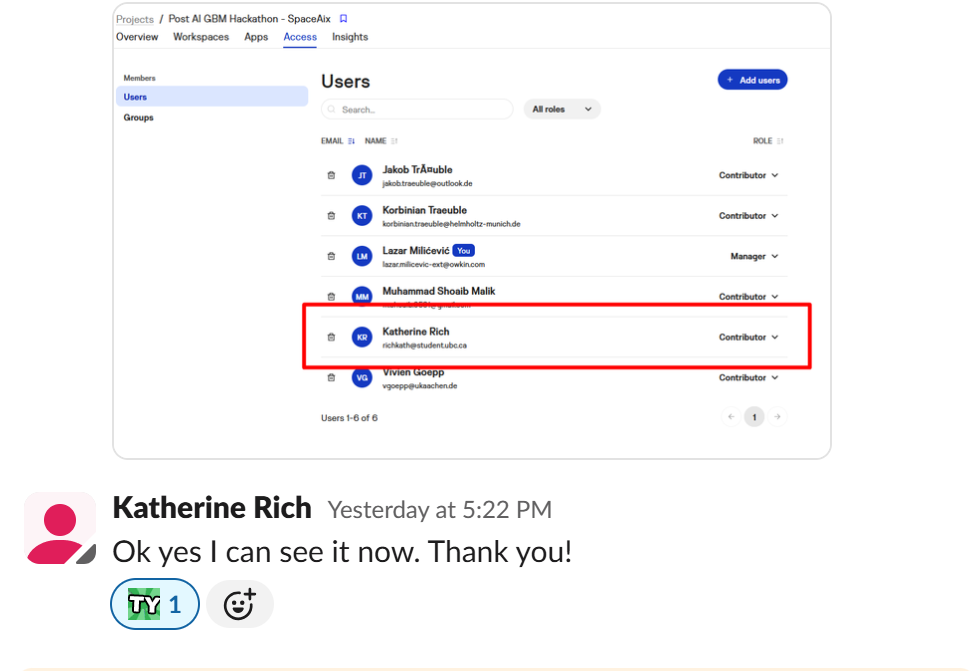 Projects / Post AI GBM Hackathon - SpaceAix
Overview Workspaces Apps Access Insights
Members
Users
Groups
Users
+ Add users
Search...
All roles
EMAIL NAME ROLE
JT Jakob TrÃ¤uble Contributor
jakob.traeuble@outlook.de
KT Korbinian Traeuble Contributor
korbinian.traeuble@helmholtz-munich.de
LM Lazar Milićević You Manager
lazar.milicevic-ext@owkin.com
MM Muhammad Shoaib Malik Contributor
KR Katherine Rich Contributor
richkath@student.ubc.ca
VG Vivien Goepp Contributor
vgoepp@ukaachen.de
Users 1-6 of 6
← 1 →
Katherine Rich Yesterday at 5:22 PM
Ok yes I can see it now. Thank you!
TY 1